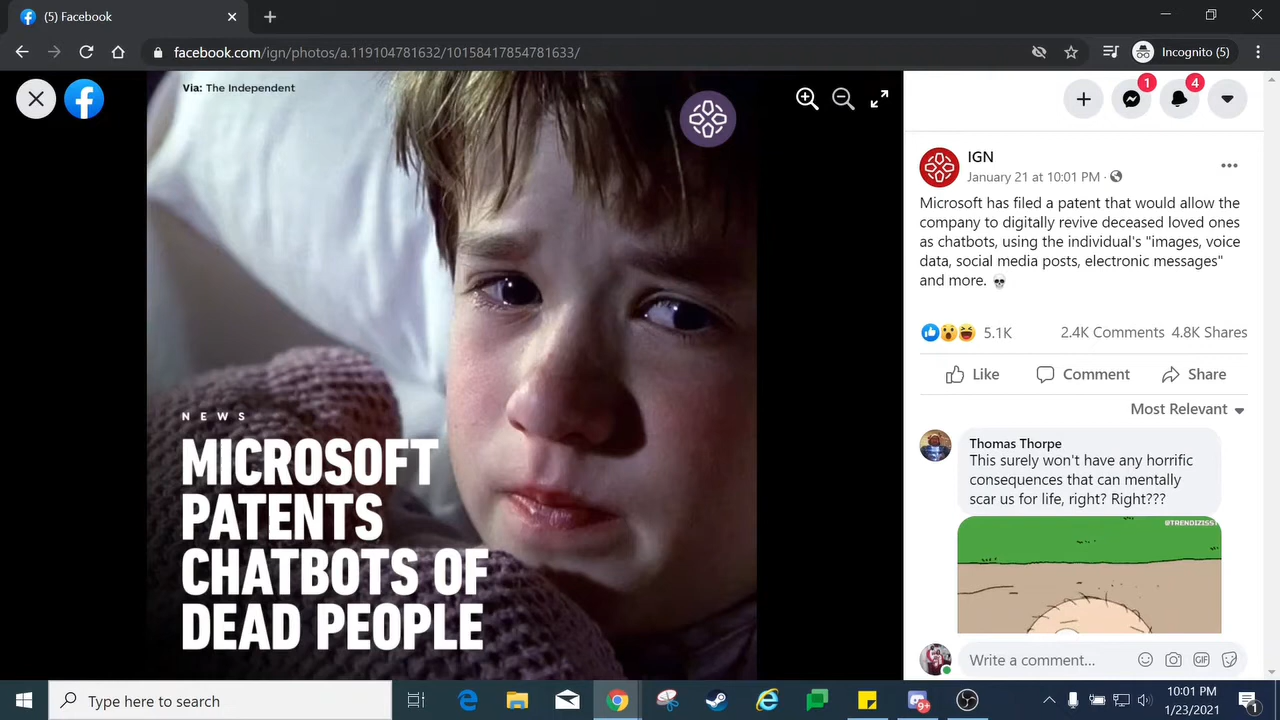 (5) Facebook
facebook.com/ign/photos/a.119104781632/10158417854781633/
Incognito (5)
Via: The Independent
NEWS
MICROSOFT
PATENTS
CHATBOTS OF
DEAD PEOPLE
1
4
IGN
January 21 at 10:01 PM ·
Microsoft has filed a patent that would allow the
company to digitally revive deceased loved ones
as chatbots, using the individual's "images, voice
data, social media posts, electronic messages"
and more. 💀
5.1K
2.4K Comments 4.8K Shares
Like
Comment
Share
Most Relevant
Thomas Thorpe
This surely won't have any horrific
consequences that can mentally
scar us for life, right? Right???
Write a comment...
GIF
Type here to search
9+
10:01 PM
1/23/2021
1